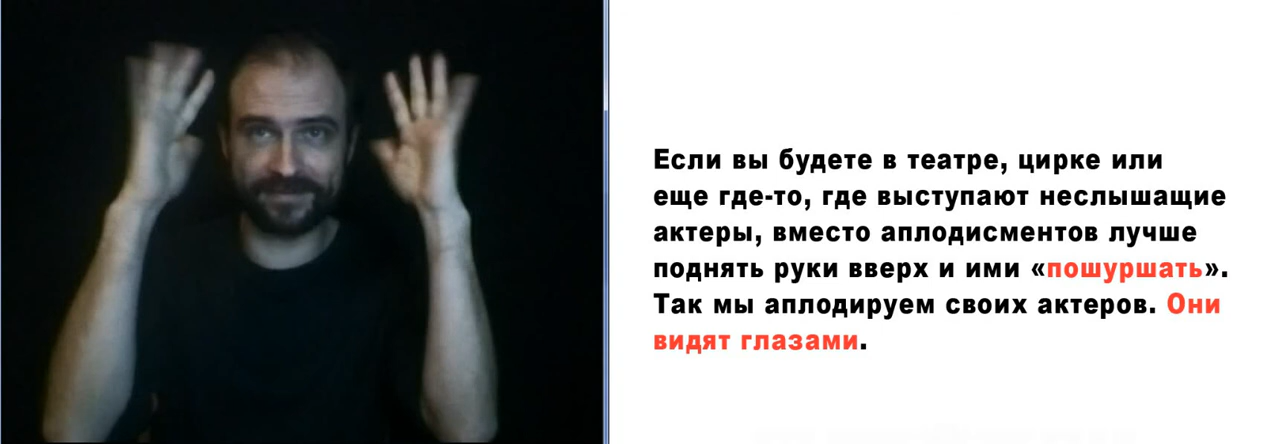 Если вы будете в театре, цирке или
еще где-то, где выступают неслышащие
актеры, вместо аплодисментов лучше
поднять руки вверх и ими «пошуршать».
Так мы аплодируем своих актеров. Они
видят глазами.